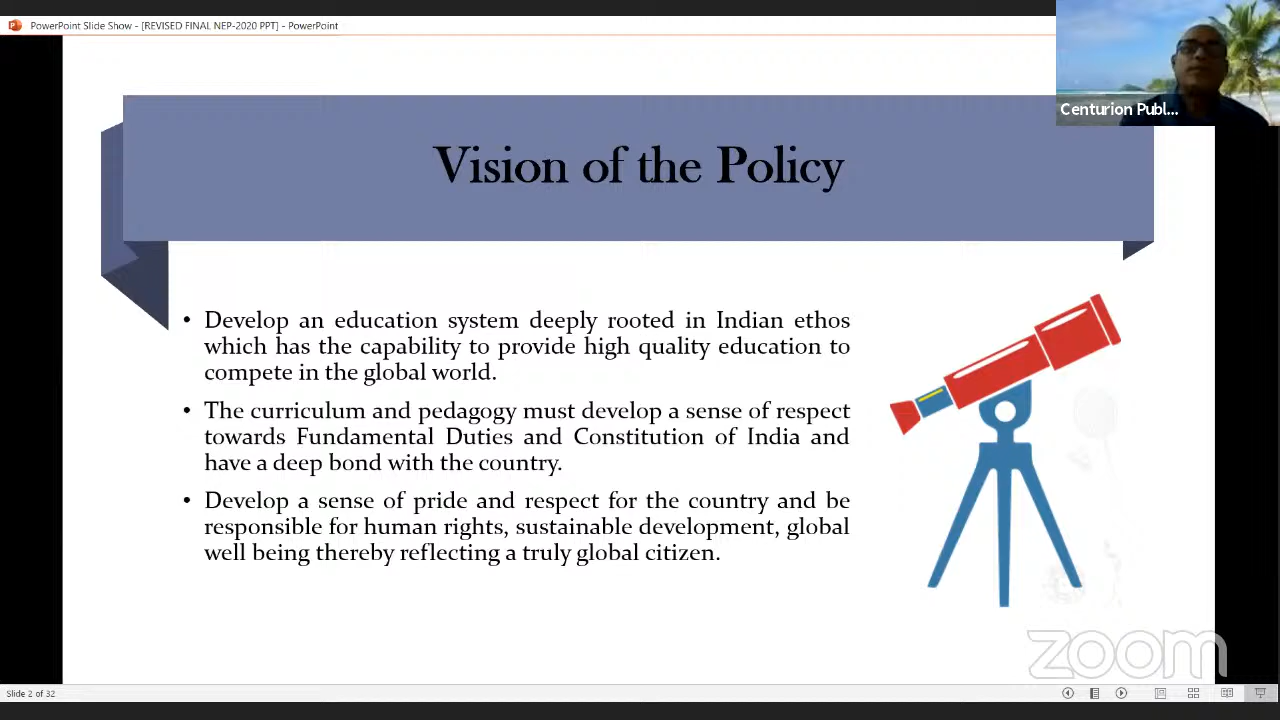 PowerPoint Slide Show - [REVISED FINAL NEP-2020 PPT] - PowerPoint
Centurion Publ...
Vision of the Policy
• Develop an education system deeply rooted in Indian ethos
which has the capability to provide high quality education to
compete in the global world.
• The curriculum and pedagogy must develop a sense of respect
towards Fundamental Duties and Constitution of India and
have a deep bond with the country.
• Develop a sense of pride and respect for the country and be
responsible for human rights, sustainable development, global
well being thereby reflecting a truly global citizen.
zoom
Slide 2 of 32